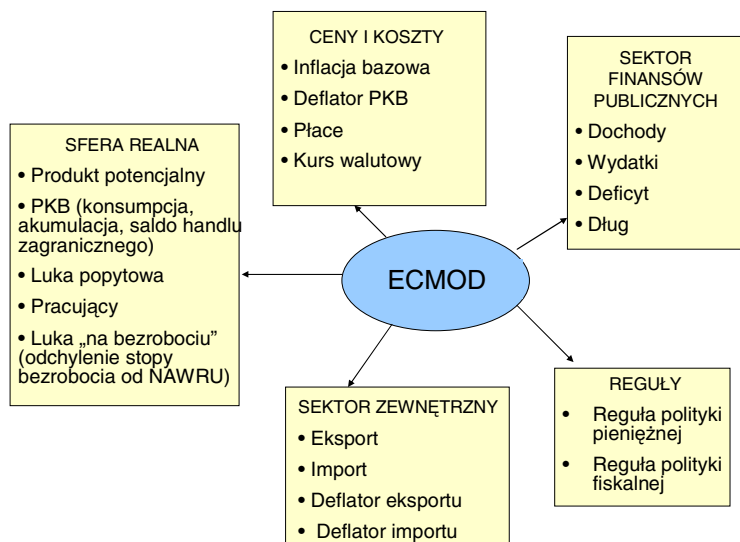 CENY I KOSZTY
• Inflacja bazowa
• Deflator PKB
• Płace
• Kurs walutowy
SEKTOR
FINANSÓW
PUBLICZNYCH
• Dochody
• Wydatki
• Deficyt
• Dług
SFERA REALNA
• Produkt potencjalny
• PKB (konsumpcja,
akumulacja, saldo handlu
zagranicznego)
• Luka popytowa
• Pracujący
• Luka „na bezrobociu”
(odchylenie stopy
bezrobocia od NAWRU)
ECMOD
SEKTOR ZEWNĘTRZNY
• Eksport
• Import
• Deflator eksportu
• Deflator importu
REGUŁY
• Reguła polityki
pieniężnej
• Reguła polityki
fiskalnej